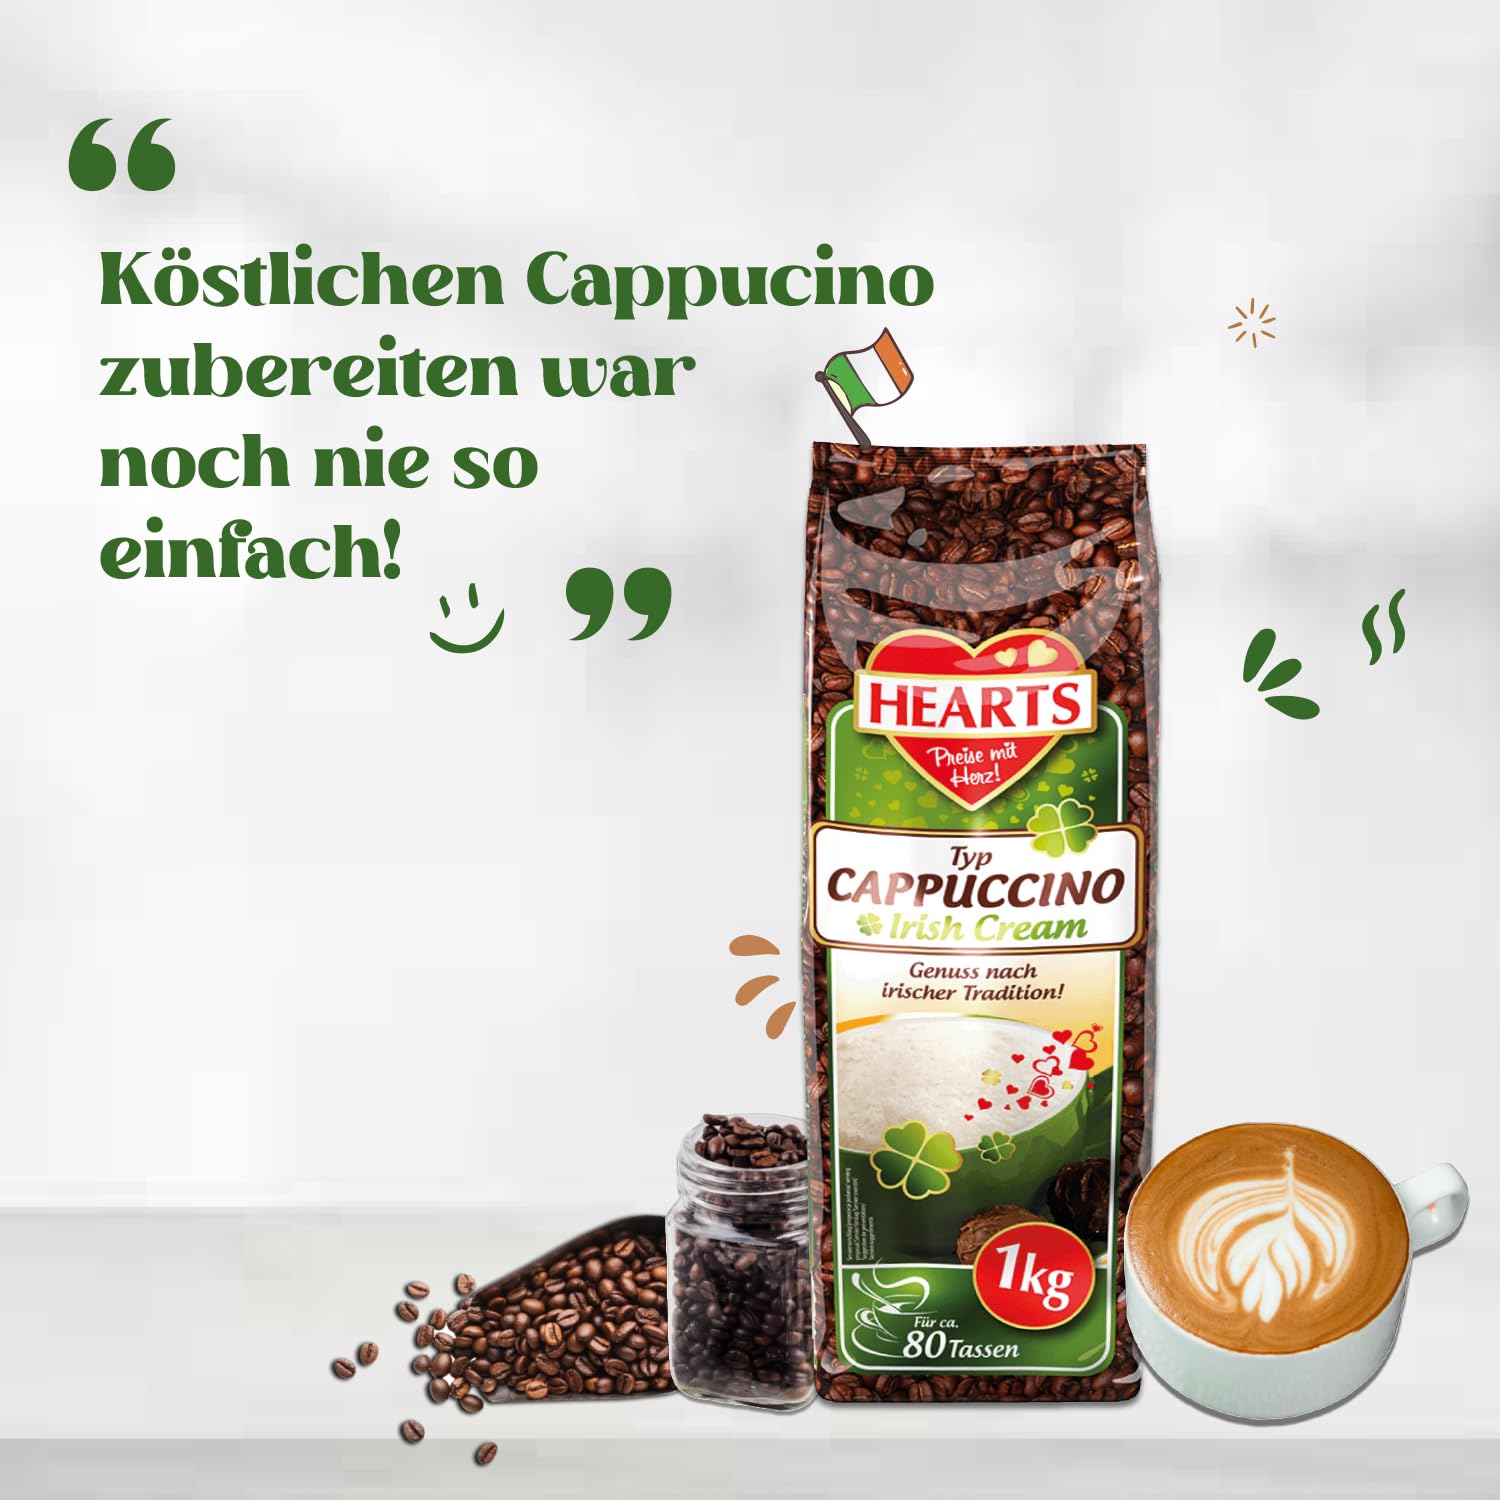 “
Köstlichen Cappucino
zubereiten war
noch nie so
einfach!
”
HEARTS
Preise mit
Herz!
Typ
CAPPUCCINO
Irish Cream
Genuss nach
irischer Tradition!
1kg
Für ca.
80 Tassen